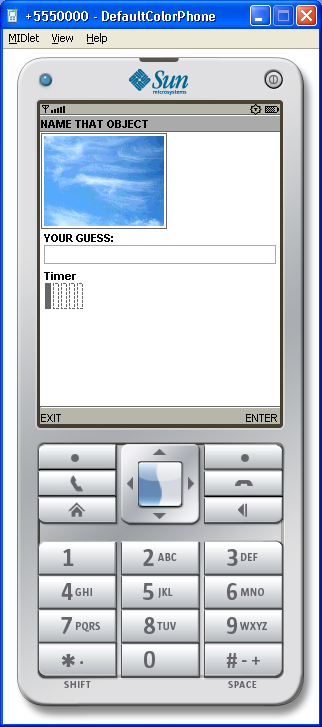 +5550000 - DefaultColorPhone
MIDlet View Help
Sun
microsystems
NAME THAT OBJECT
YOUR GUESS:
Timer
EXIT ENTER
1 2 ABC 3 DEF
4 GHI 5 JKL 6 MNO
7 PQRS 8 TUV 9 WXYZ
* . 0 # - +
SHIFT SPACE